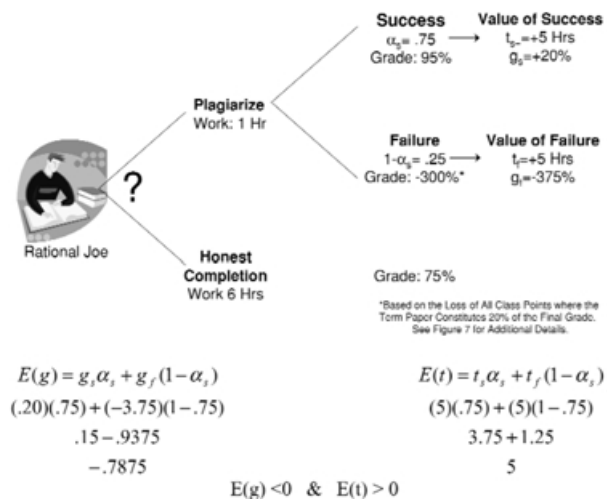 Success
αs= .75
Grade: 95%
Value of Success
ts=+5 Hrs
gs=+20%
Plagiarize
Work: 1 Hr
Failure
1-αs= .25
Grade: -300%*
Value of Failure
tf=+5 Hrs
gf=-375%
?
Rational Joe
Honest
Completion
Work 6 Hrs
Grade: 75%
*Based on the Loss of All Class Points where the
Term Paper Constitutes 20% of the Final Grade.
See Figure 7 for Additional Details.
E(g) = gsαs + gf(1−αs)
(.20)(.75)+(−3.75)(1−.75)
.15−.9375
−.7875
E(t) = tsαs + tf(1−αs)
(5)(.75)+(5)(1−.75)
3.75+1.25
5
E(g) <0 & E(t) > 0